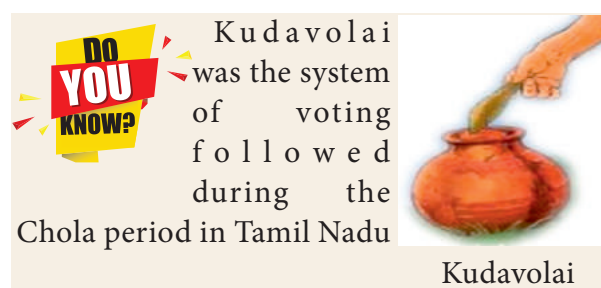 DO
YOU
KNOW?
Kudavolai
was the system
of voting
followed
during the
Chola period in Tamil Nadu
Kudavolai